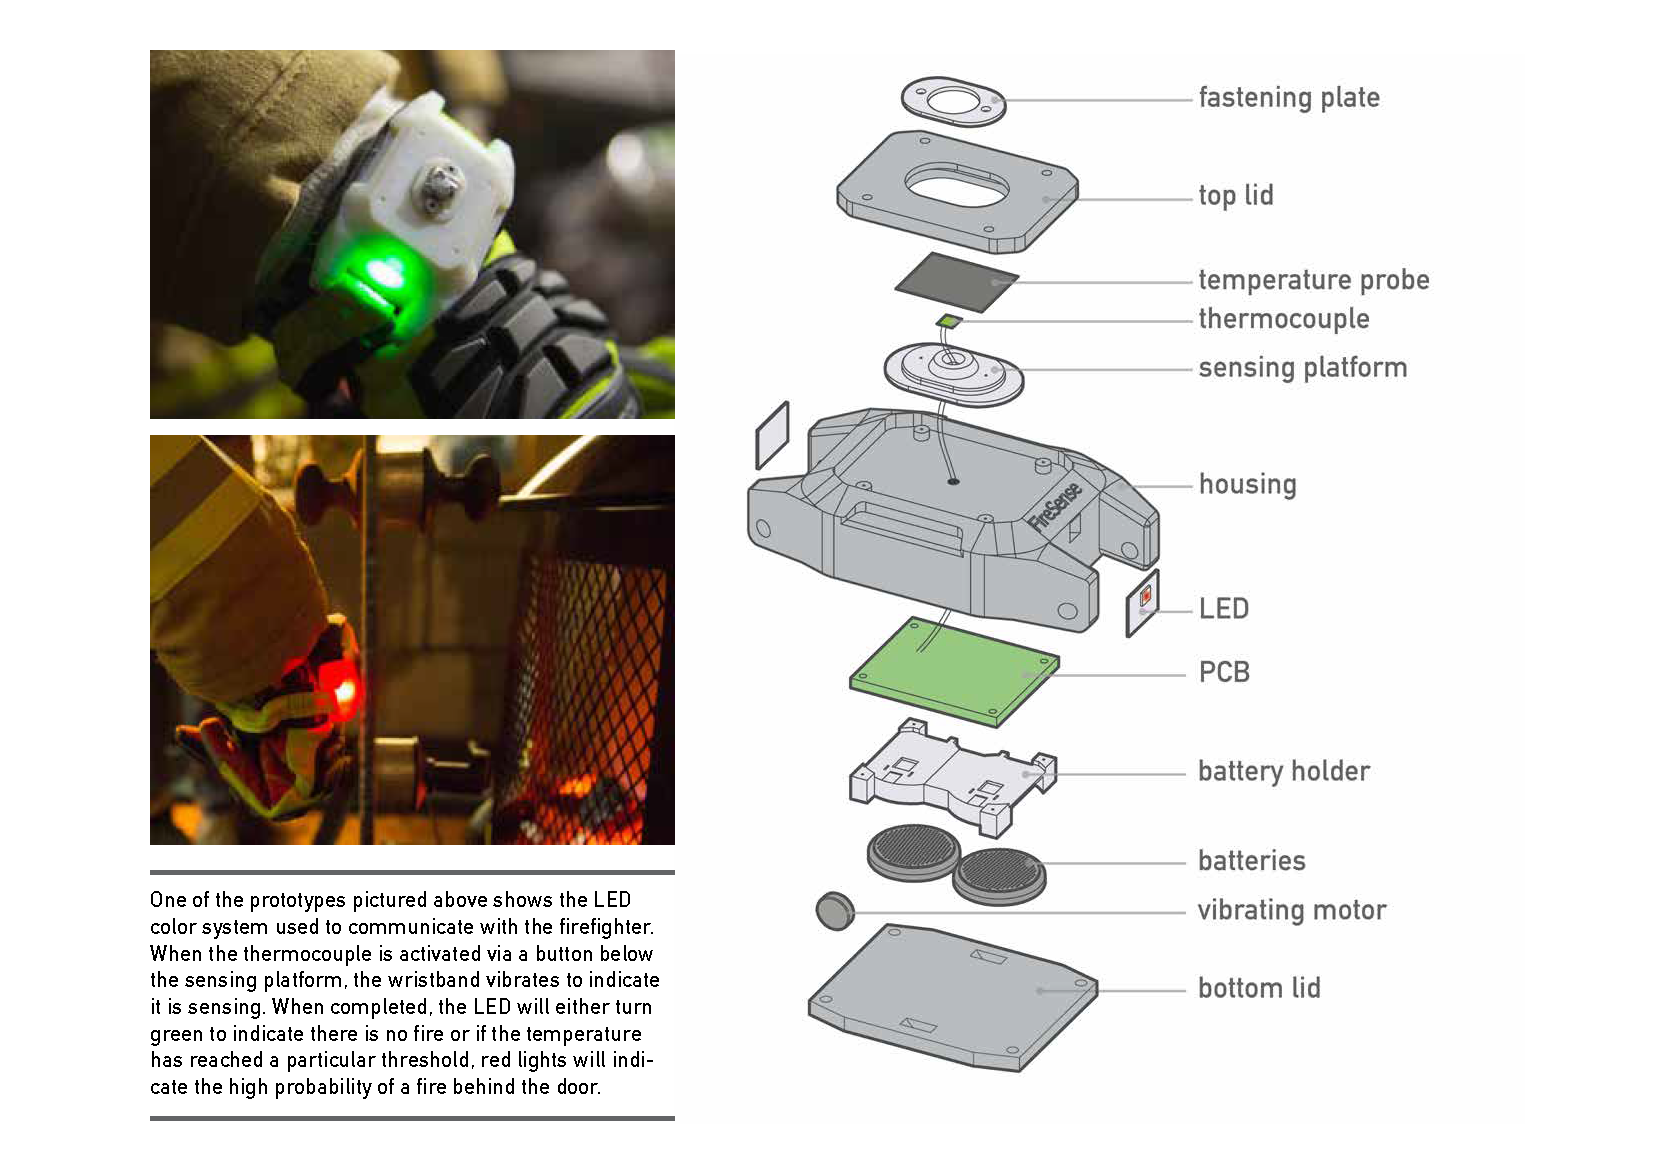 One of the prototypes pictured above shows the LED
color system used to communicate with the firefighter.
When the thermocouple is activated via a button below
the sensing platform, the wristband vibrates to indicate
it is sensing. When completed, the LED will either turn
green to indicate there is no fire or if the temperature
has reached a particular threshold, red lights will indi-
cate the high probability of a fire behind the door.
fastening plate
top lid
temperature probe
thermocouple
sensing platform
housing
FireSense
LED
PCB
battery holder
batteries
vibrating motor
bottom lid